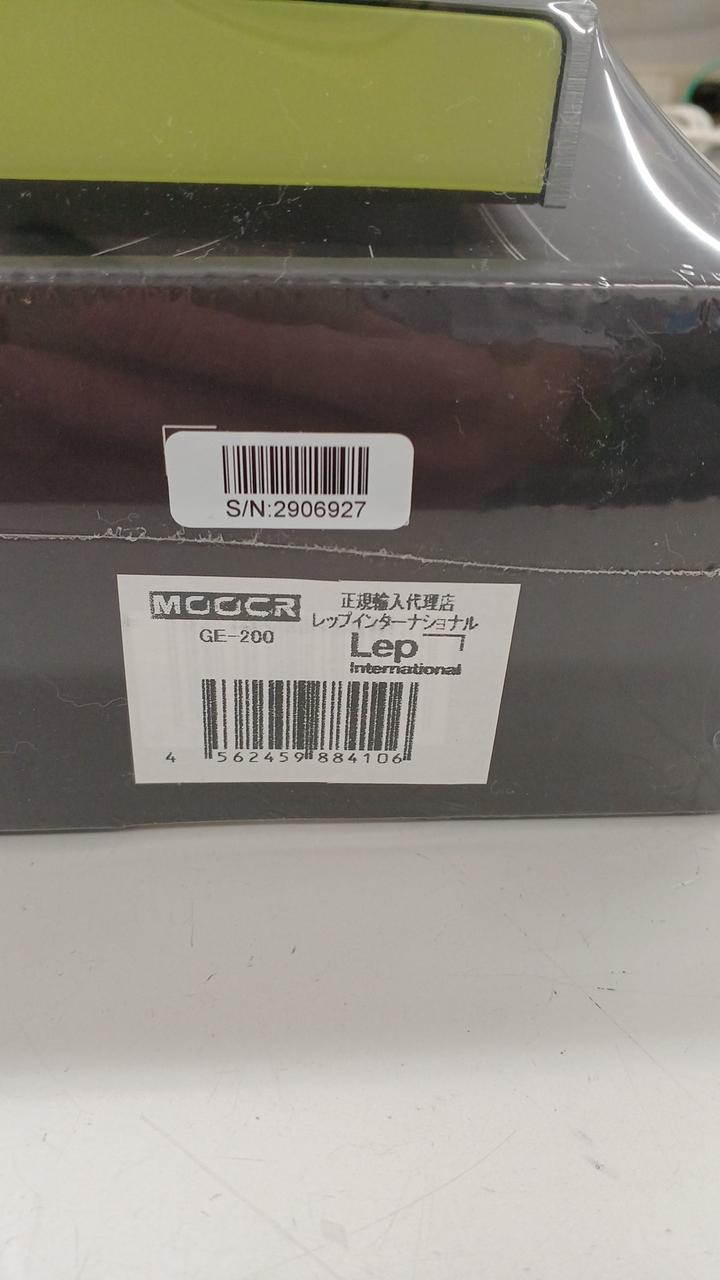 S/N:2906927
MOOER
GE-200
正規輸入代理店
レップインターナショナル
Lep
International
4 562459 884106